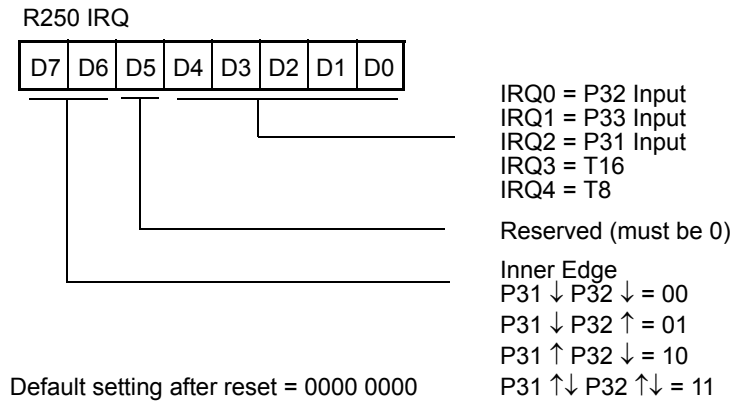 R250 IRQ
D7 D6 D5 D4 D3 D2 D1 D0
IRQ0 = P32 Input
IRQ1 = P33 Input
IRQ2 = P31 Input
IRQ3 = T16
IRQ4 = T8
Reserved (must be 0)
Inner Edge
P31 ↓ P32 ↓ = 00
P31 ↓ P32 ↑ = 01
P31 ↑ P32 ↓ = 10
P31 ↑↓ P32 ↑↓ = 11
Default setting after reset = 0000 0000